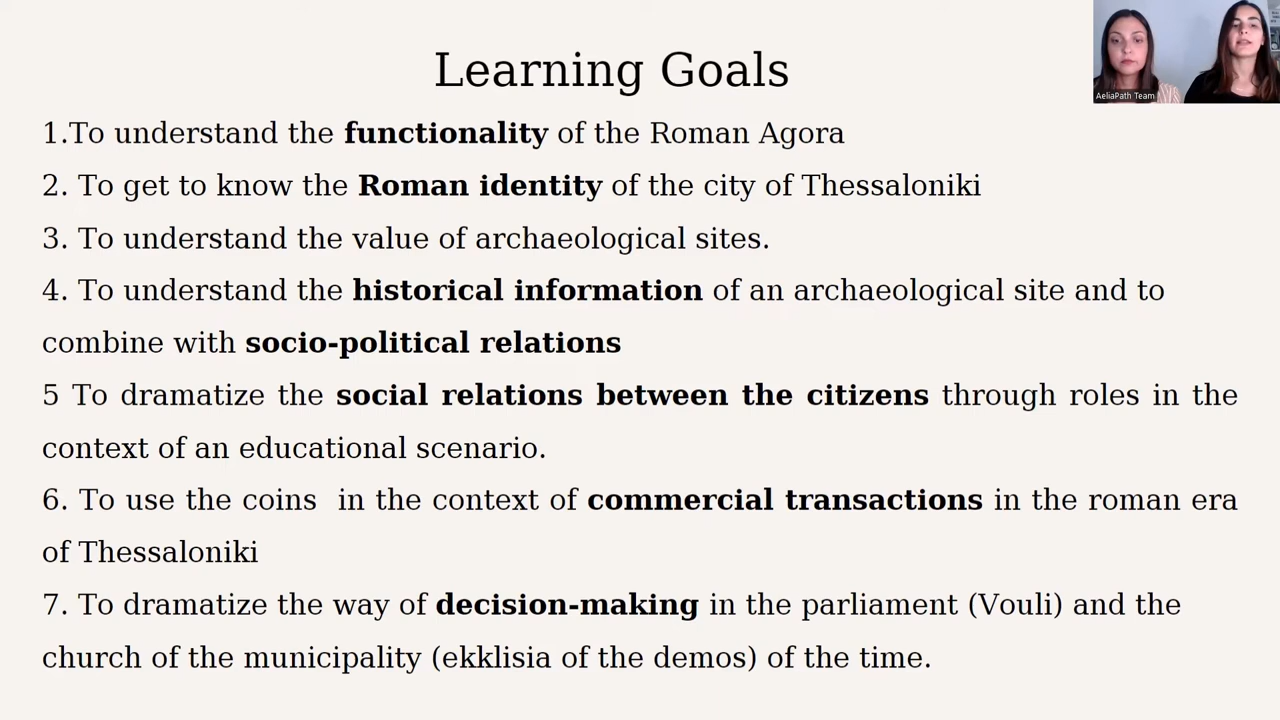 Learning Goals
AeliaPath Team
1.To understand the functionality of the Roman Agora
2. To get to know the Roman identity of the city of Thessaloniki
3. To understand the value of archaeological sites.
4. To understand the historical information of an archaeological site and to
combine with socio-political relations
5 To dramatize the social relations between the citizens through roles in the
context of an educational scenario.
6. To use the coins  in the context of commercial transactions in the roman era
of Thessaloniki
7. To dramatize the way of decision-making in the parliament (Vouli) and the
church of the municipality (ekklisia of the demos) of the time.